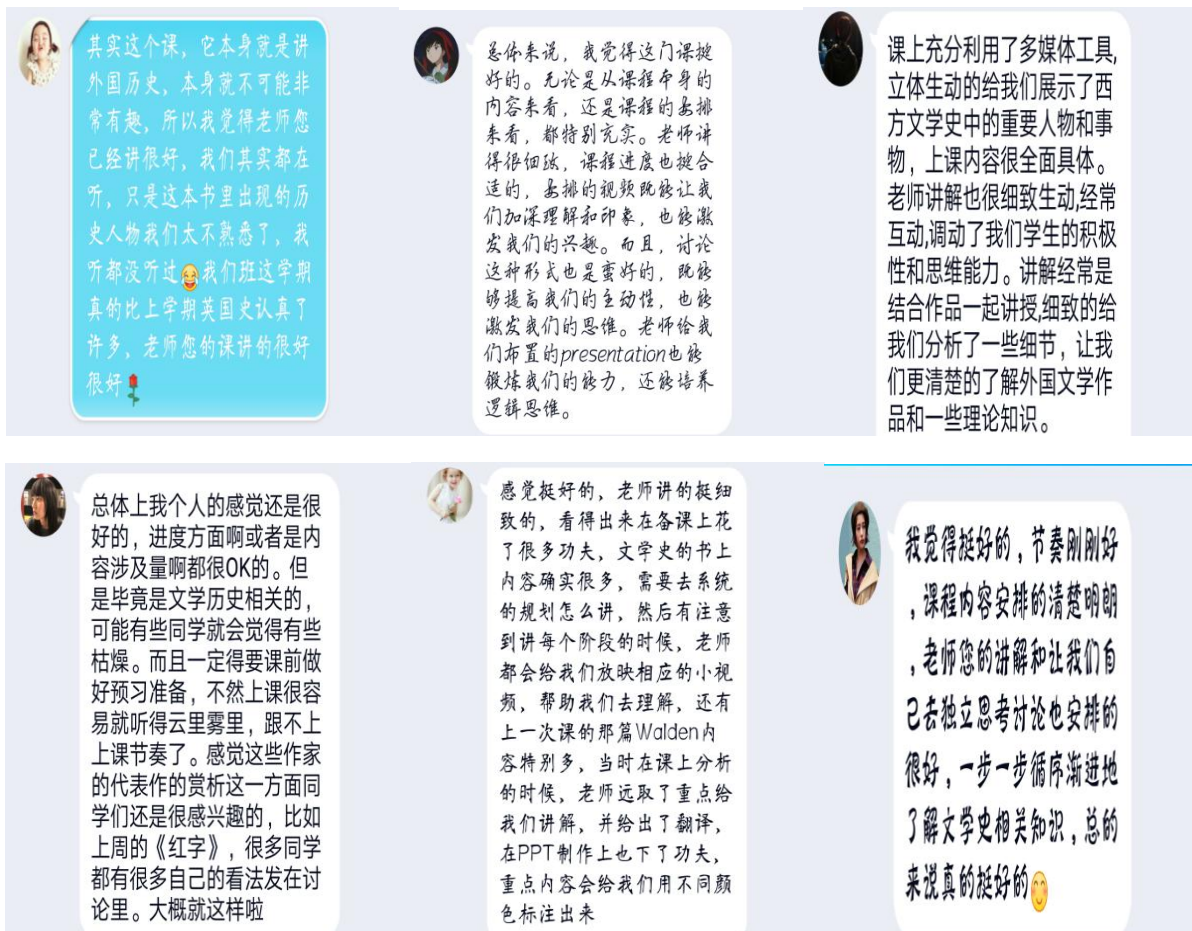 其实这个课，它本身就是讲
外国历史，本身就不可能非
常有趣，所以我觉得老师您
已经讲很好，我们其实都在
听，只是这本书里出现的历
史人物我们太不熟悉了，我
听都没听过😂我们班这学期
真的比上学期英国史认真了
许多，老师您的课讲的很好
很好🌹
总体来说，我觉得这门课挺
好的。无论是从课程本身的
内容来看，还是课程的安排
来看，都特别充实。老师讲
得很细致，课程进度也挺合
适的，安排的视频既能让我
们加深理解和印象，也能激
发我们的兴趣。而且，讨论
这种形式也是蛮好的，既能
够提高我们的主动性，也能
激发我们的思维。老师给我
们布置的presentation也能
锻炼我们的能力，还能培养
逻辑思维。
课上充分利用了多媒体工具,
立体生动的给我们展示了西
方文学史中的重要人物和事
物，上课内容很全面具体。
老师讲解也很细致生动,经常
互动,调动了我们学生的积极
性和思维能力。讲解经常是
结合作品一起讲授,细致的给
我们分析了一些细节，让我
们更清楚的了解外国文学作
品和一些理论知识。
总体上我个人的感觉还是很
好的，进度方面啊或者是内
容涉及量啊都很OK的。但
是毕竟是文学历史相关的，
可能有些同学就会觉得有些
枯燥。而且一定得要课前做
好预习准备，不然上课很容
易就听得云里雾里，跟不上
上课节奏了。感觉这些作家
的代表作的赏析这一方面同
学们还是很感兴趣的，比如
上周的《红字》，很多同学
都有很多自己的看法发在讨
论里。大概就这样啦
感觉挺好的，老师讲的挺细
致的，看得出来在备课上花
了很多功夫，文学史的书上
内容确实很多，需要去系统
的规划怎么讲，然后有注意
到讲每个阶段的时候，老师
都会给我们放映相应的小视
频，帮助我们去理解，还有
上一次课的那篇Walden内
容特别多，当时在课上分析
的时候，老师选取了重点给
我们讲解，并给出了翻译，
在PPT制作上也下了功夫，
重点内容会给我们用不同颜
色标注出来
我觉得挺好的，节奏刚刚好
，课程内容安排的清楚明朗
，老师您的讲解和让我们自
己去独立思考讨论也安排的
很好，一步一步循序渐进地
了解文学史相关知识，总的
来说真的挺好的😊